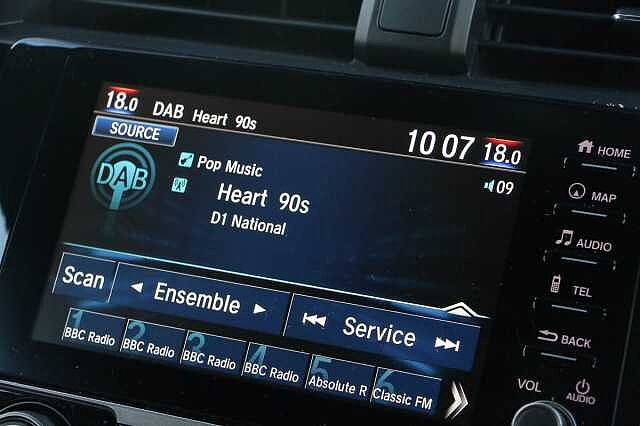 18.0 DAB Heart 90s 10 07 18.0
SOURCE
DAB
Pop Music
Heart 90s
D1 National
09
Scan
Ensemble
Service
1 BBC Radio
2 BBC Radio
3 BBC Radio
4 BBC Radio
5 Absolute R
6 Classic FM
HOME
MAP
AUDIO
TEL
BACK
VOL
AUDIO